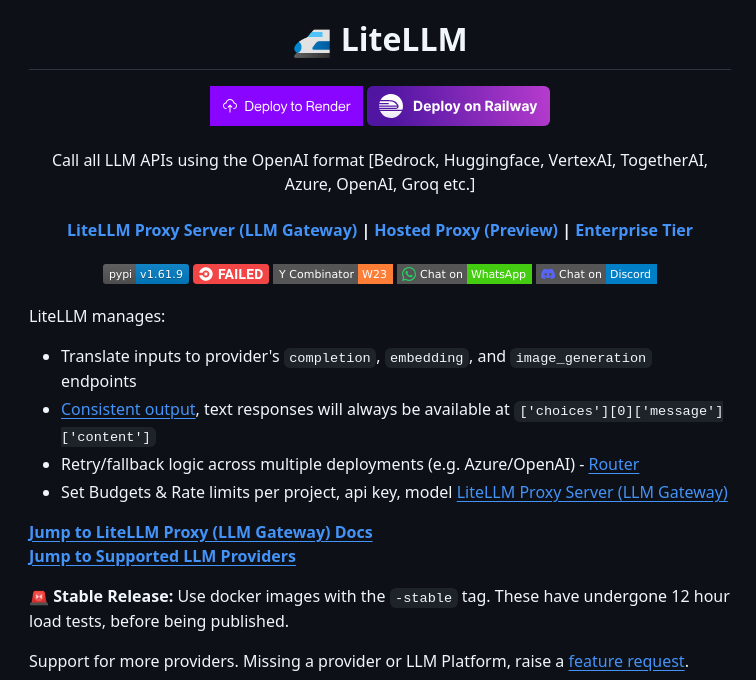 🚅 LiteLLM
Deploy to Render Deploy on Railway
Call all LLM APIs using the OpenAI format [Bedrock, Huggingface, VertexAI, TogetherAI,
Azure, OpenAI, Groq etc.]
LiteLLM Proxy Server (LLM Gateway) | Hosted Proxy (Preview) | Enterprise Tier
pypi v1.61.9 FAILED Y Combinator W23 Chat on WhatsApp Chat on Discord
LiteLLM manages:
• Translate inputs to provider's completion, embedding, and image_generation
endpoints
• Consistent output, text responses will always be available at ['choices'][0]['message']
['content']
• Retry/fallback logic across multiple deployments (e.g. Azure/OpenAI) - Router
• Set Budgets & Rate limits per project, api key, model LiteLLM Proxy Server (LLM Gateway)
Jump to LiteLLM Proxy (LLM Gateway) Docs
Jump to Supported LLM Providers
🚨 Stable Release: Use docker images with the -stable tag. These have undergone 12 hour
load tests, before being published.
Support for more providers. Missing a provider or LLM Platform, raise a feature request.